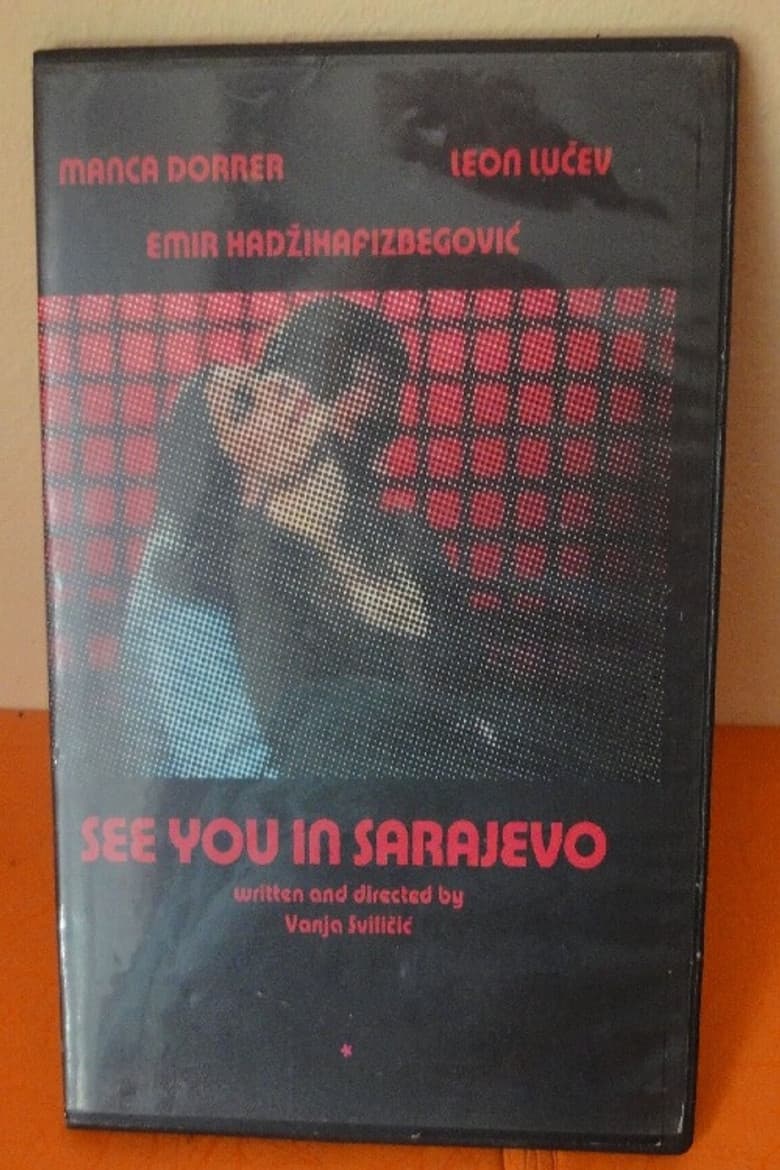 MANCA DORRER LEON LUČEV
EMIR HADŽIHAFIZBEGOVIĆ
SEE YOU IN SARAJEVO
written and directed by
Vanja Sviličić
*